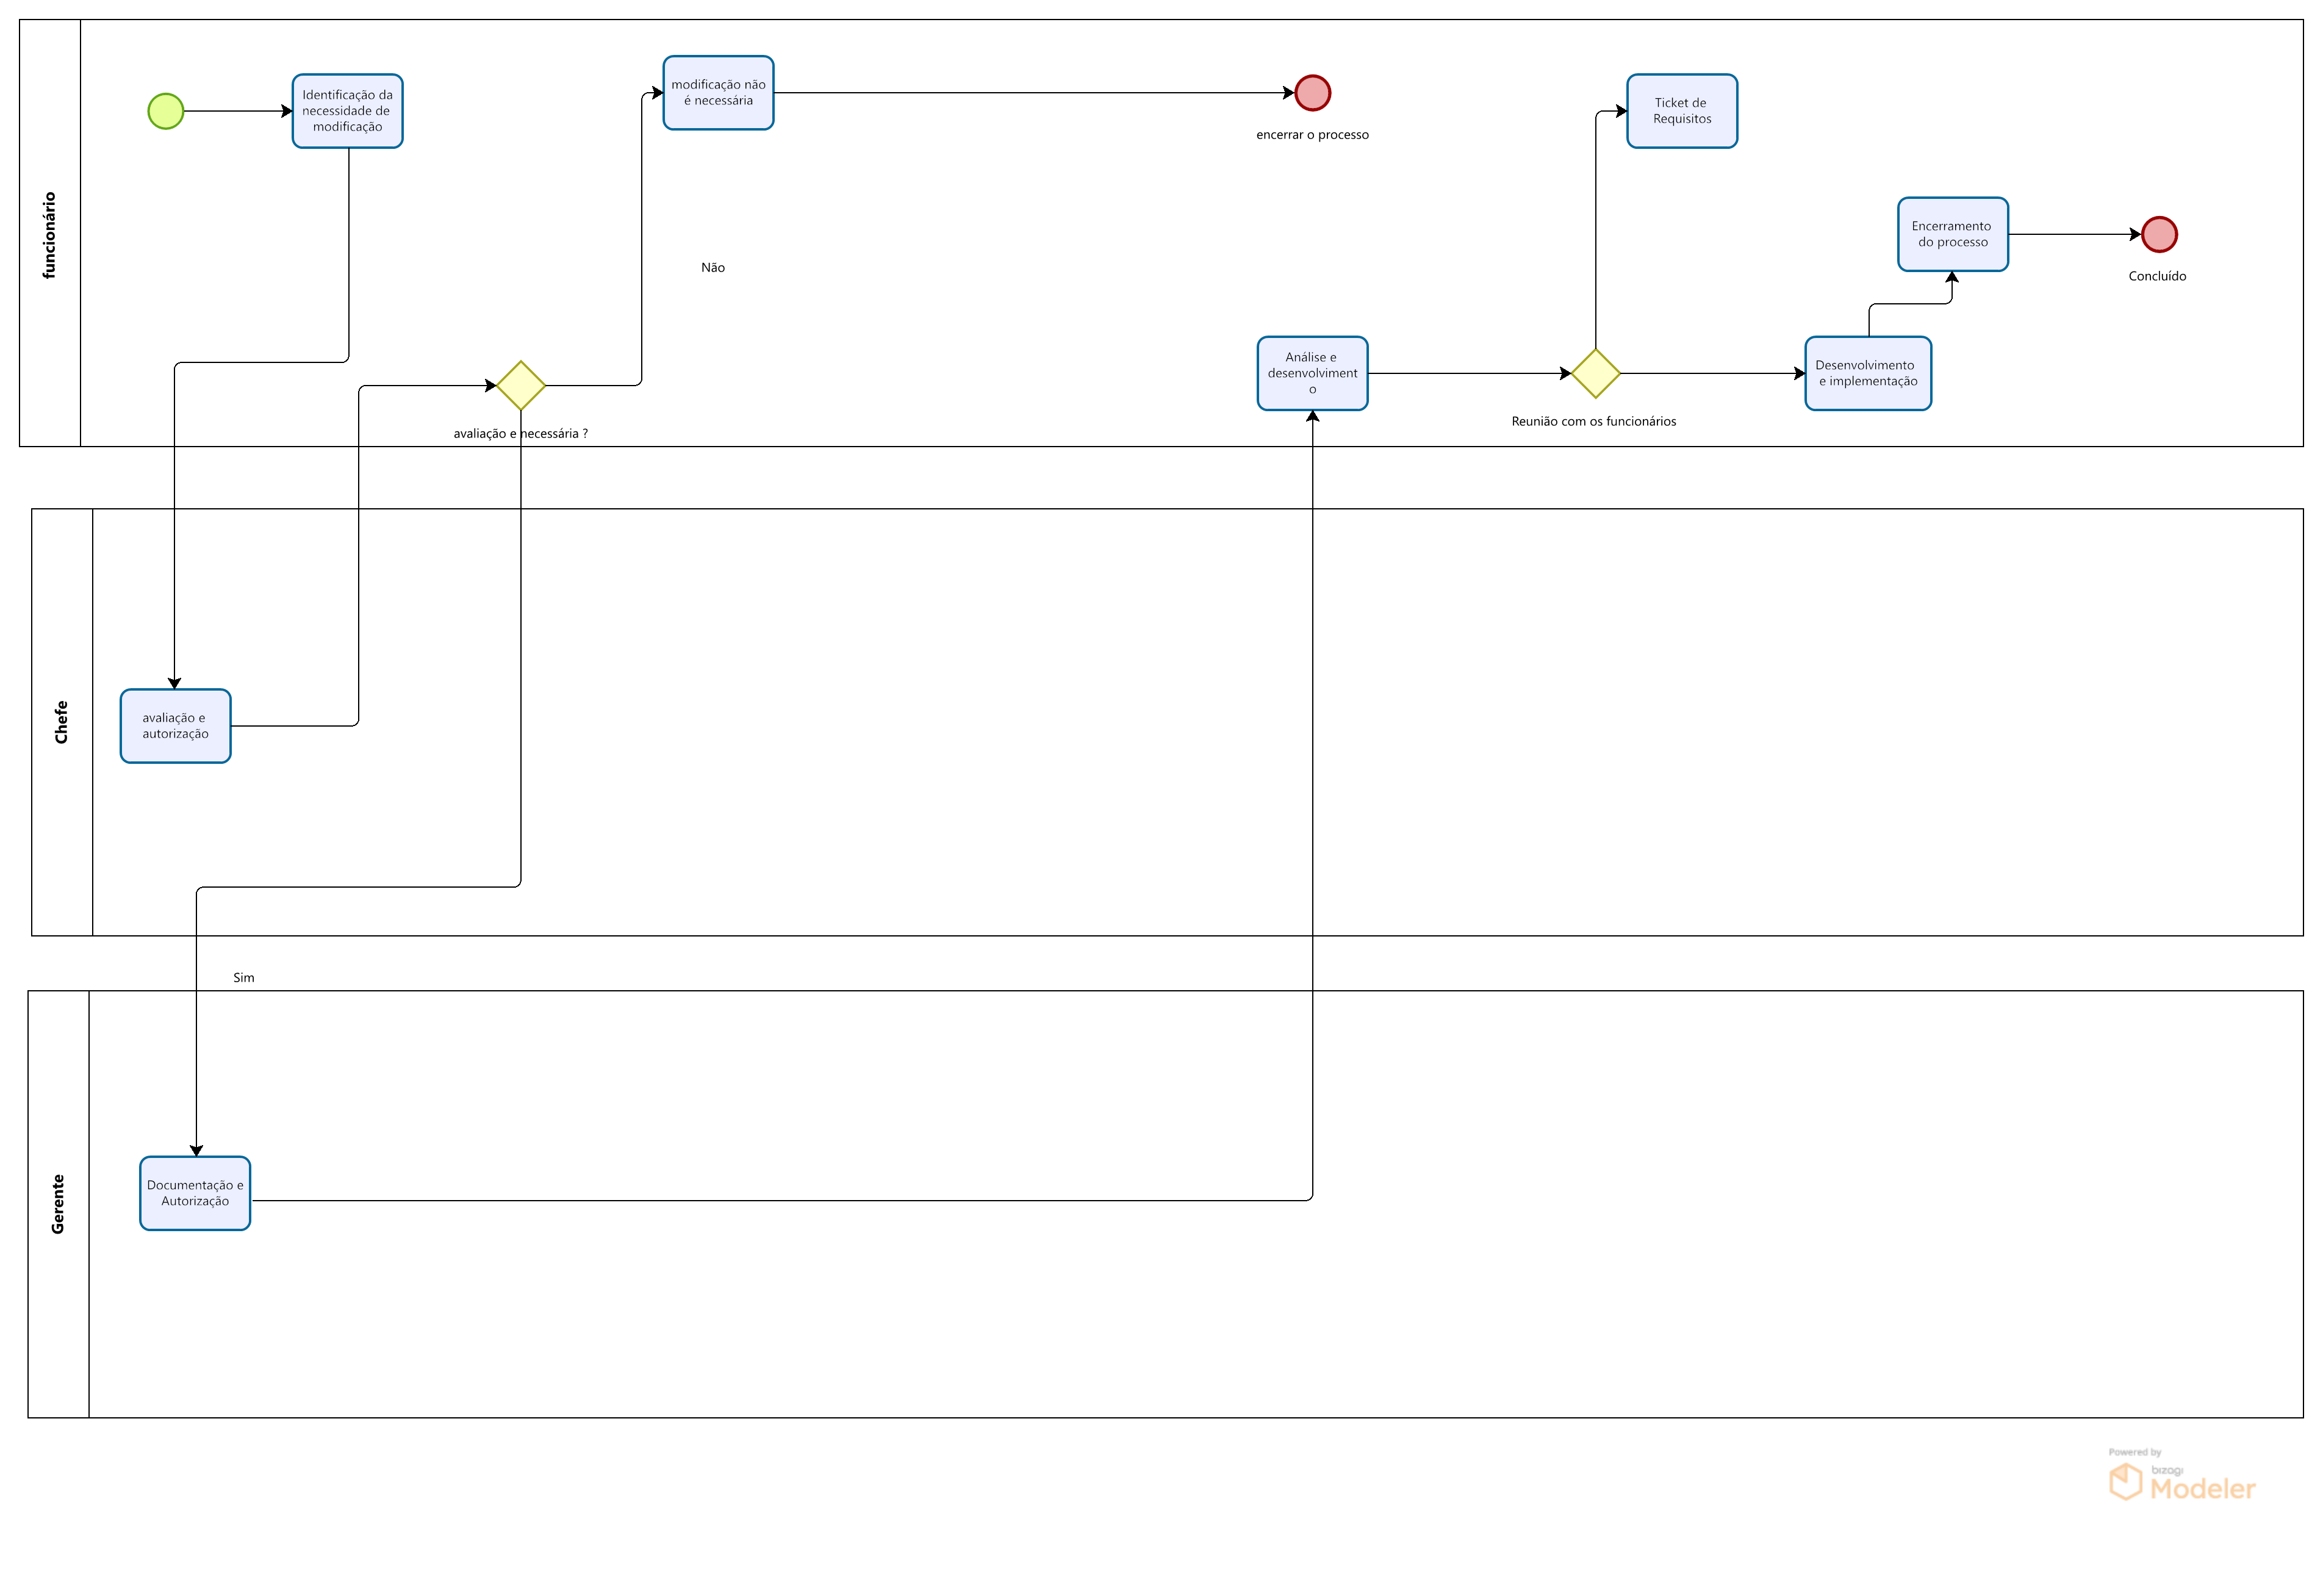 funcionário
Identificação da
necessidade de
modificação
modificação não
é necessária
encerrar o processo
Ticket de
Requisitos
Encerramento
do processo
Concluído
Não
Análise e
desenvolviment
o
Reunião com os funcionários
Desenvolvimento
e implementação
avaliação e necessária ?
Chefe
avaliação e
autorização
Sim
Gerente
Documentação e
Autorização
Powered by
bizagi
Modeler